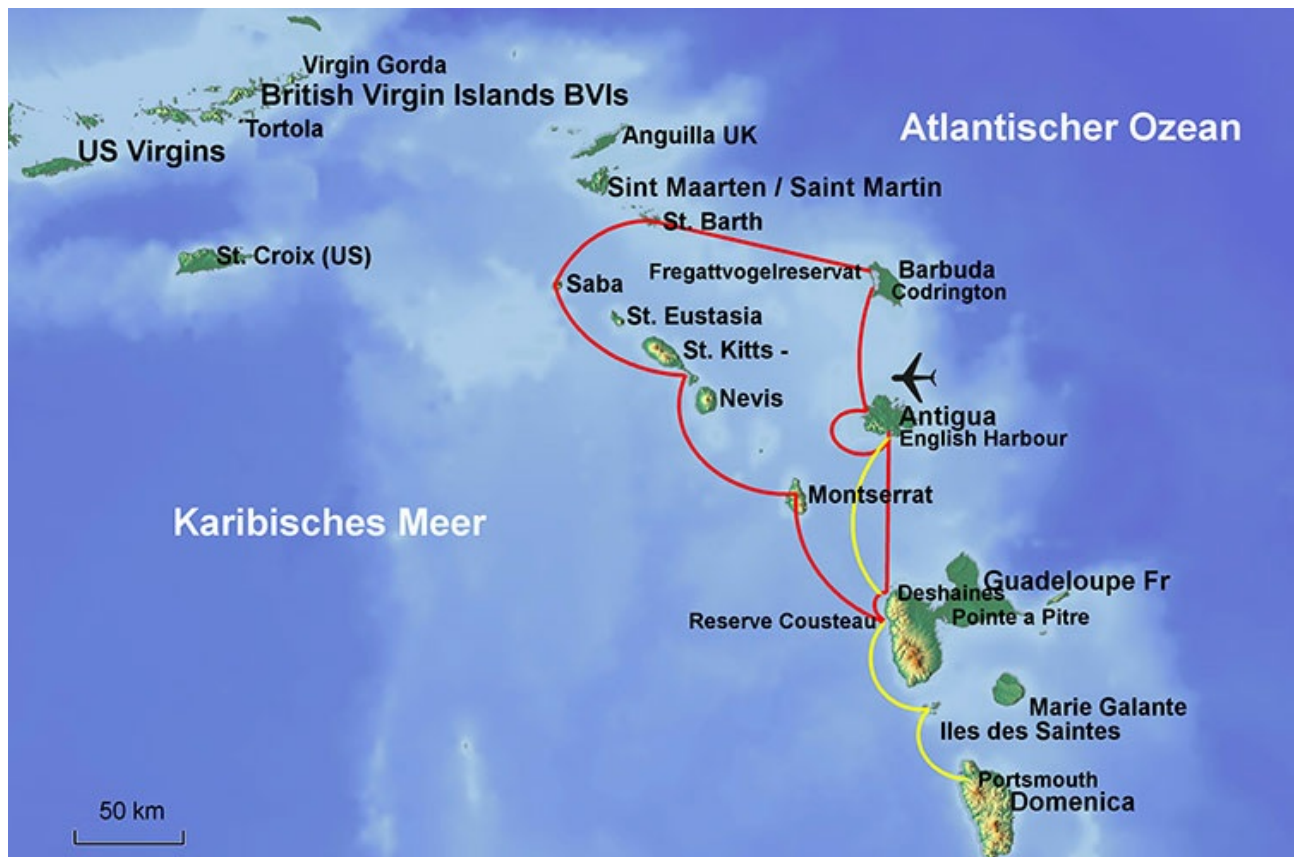 Virgin Gorda
British Virgin Islands BVIs
Tortola
US Virgins
Anguilla UK
Atlantischer Ozean
Sint Maarten / Saint Martin
St. Barth
St. Croix (US)
Fregattvogelreservat
Barbuda
Codrington
Saba
St. Eustasia
St. Kitts -
Nevis
Antigua
English Harbour
Montserrat
Karibisches Meer
Guadeloupe Fr
Deshaines
Pointe a Pitre
Reserve Cousteau
Marie Galante
Iles des Saintes
Portsmouth
Domenica
50 km